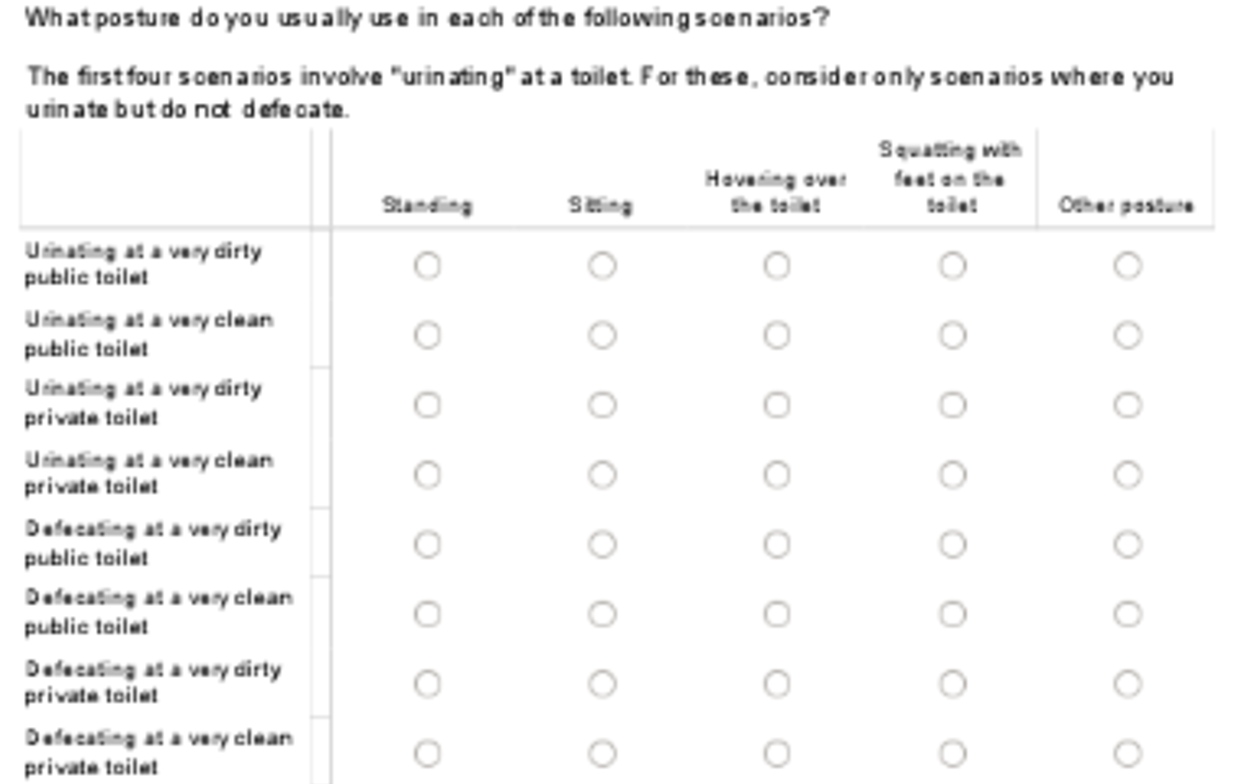 What posture do you usually use in each of the following scenarios?
The first four scenarios involve "urinating" at a toilet. For these, consider only scenarios where you
urinate but do not defecate.
Standing
Sitting
Hovering over
the toilet
Squatting with
feet on the
toilet
Other posture
Urinating at a very dirty
public toilet
Urinating at a very clean
public toilet
Urinating at a very dirty
private toilet
Urinating at a very clean
private toilet
Defecating at a very dirty
public toilet
Defecating at a very clean
public toilet
Defecating at a very dirty
private toilet
Defecating at a very clean
private toilet